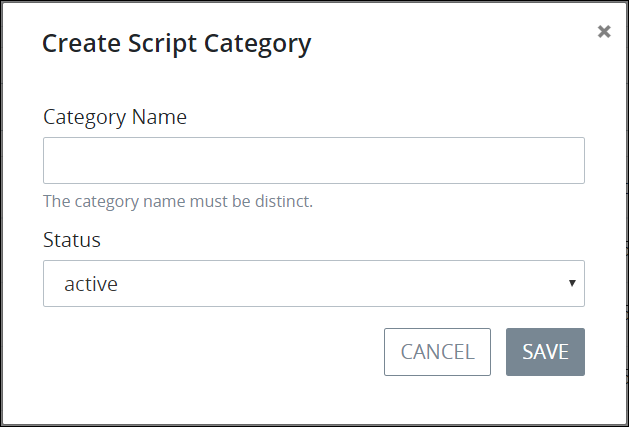 Create Script Category
×
Category Name
The category name must be distinct.
Status
active
CANCEL
SAVE